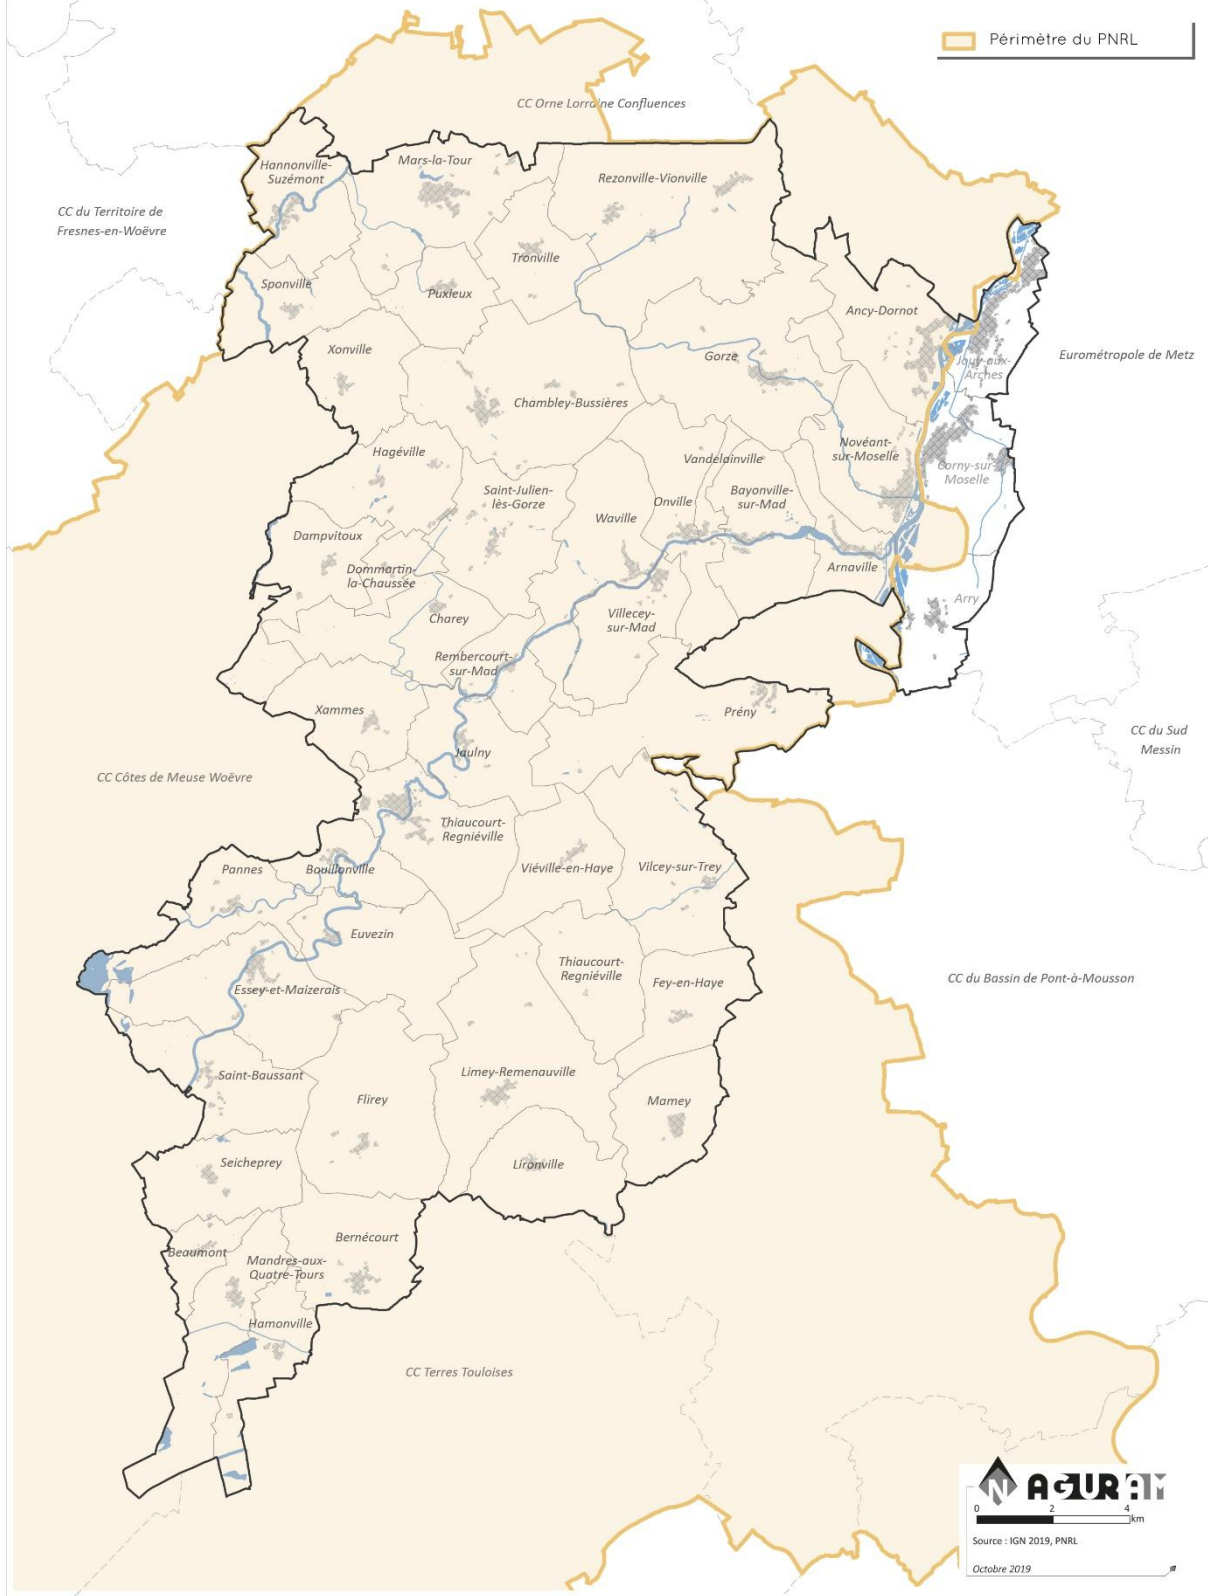 Périmètre du PNRL
CC Orne Lorraine Confluences
Hannonville-
Suzémont
Mars-la-Tour
Rezonville-Vionville
CC du Territoire de
Fresnes-en-Woëvre
Tronville
Sponville
Puxieux
Ancy-Dornot
Xonville
Gorze
Jouy-aux-
Arches
Eurométropole de Metz
Chambley-Bussières
Hagéville
Novéant-
sur-Moselle
Vandelainville
Corny-sur-
Moselle
Saint-Julien-
lès-Gorze
Onville
Bayonville-
sur-Mad
Waville
Dampvitoux
Dommartin-
la-Chaussée
Arnaville
Arry
Charey
Villecey-
sur-Mad
Rembercourt-
sur-Mad
Xammes
Prény
CC du Sud
Messin
Jaulny
CC Côtes de Meuse Woëvre
Thiaucourt-
Regniéville
Pannes
Bouillonville
Viéville-en-Haye
Vilcey-sur-Trey
Euvezin
Thiaucourt-
Regniéville
Fey-en-Haye
CC du Bassin de Pont-à-Mousson
Essey-et-Maizerais
Saint-Baussant
Limey-Remenauville
Flirey
Mamey
Seicheprey
Lironville
Beaumont
Bernécourt
Mandres-aux-
Quatre-Tours
Hamonville
CC Terres Touloises
N AGURAM
0 2 4
km
Source : IGN 2019, PNRL
Octobre 2019